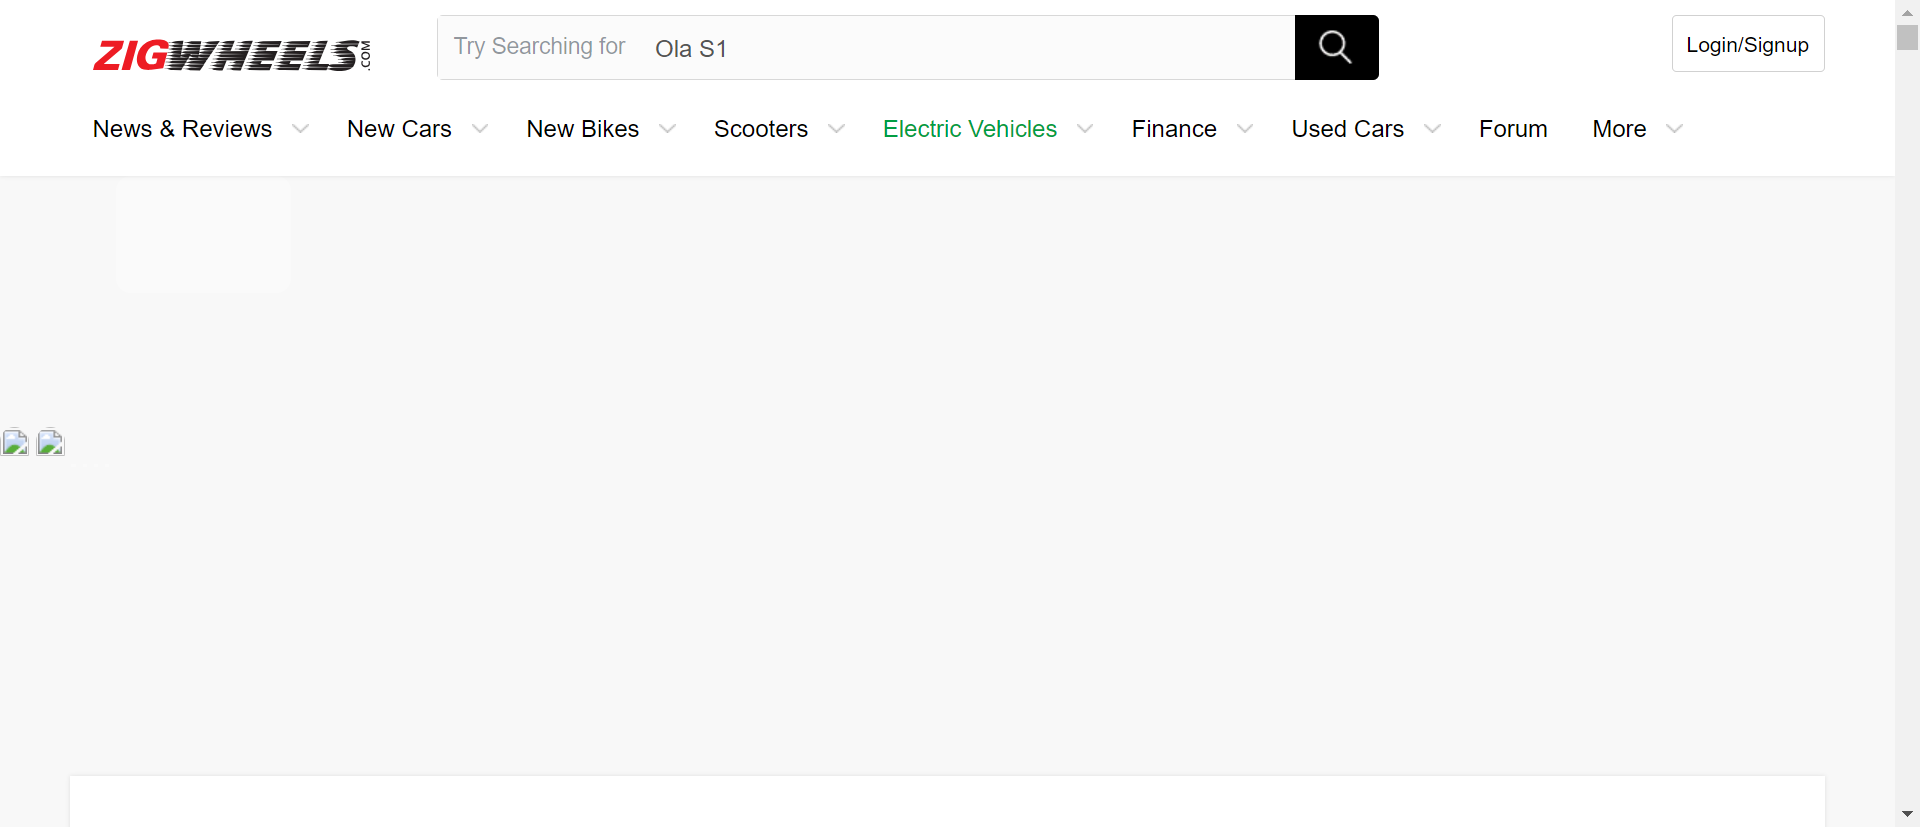 ZIGWHEELS.COM
Try Searching for Ola S1
Login/Signup
News & Reviews New Cars New Bikes Scooters Electric Vehicles Finance Used Cars Forum More